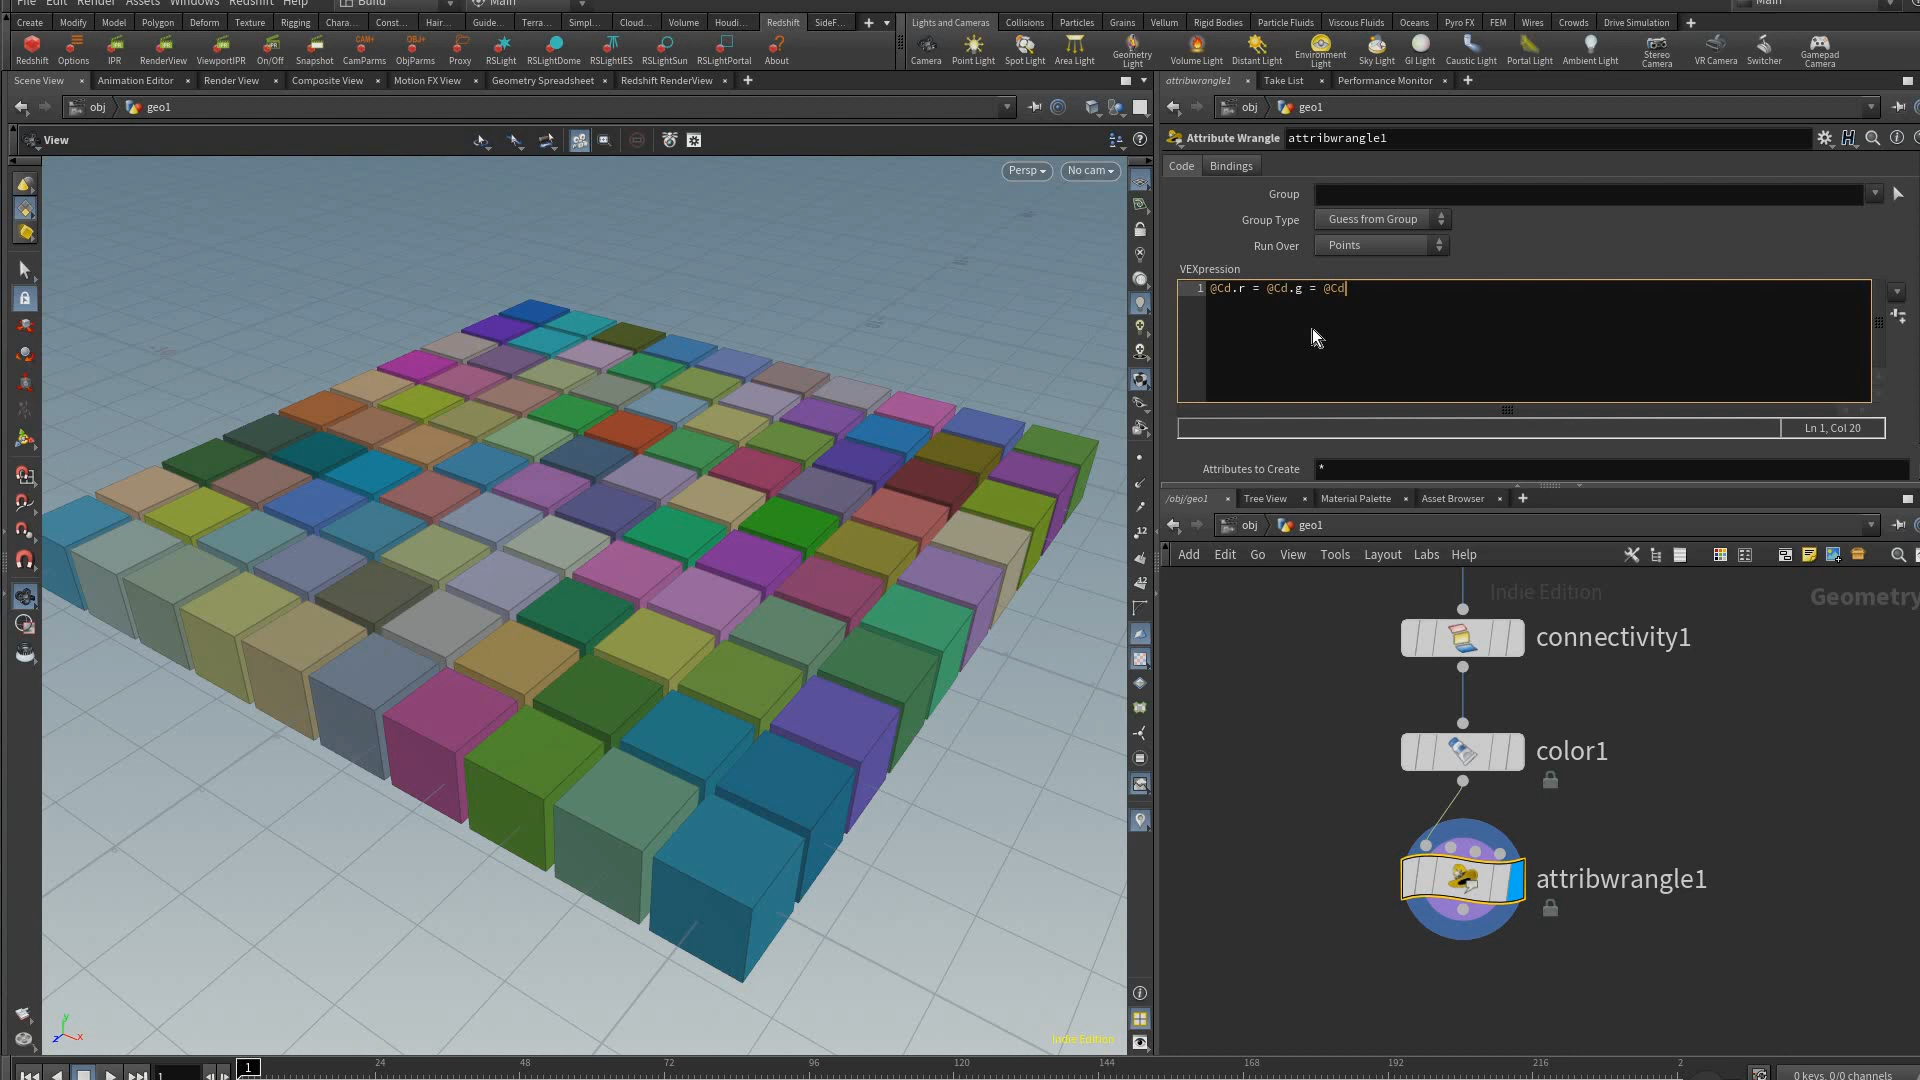 File Edit Render Assets Windows Redshift Help Build Main Main
Create Modify Model Polygon Deform Texture Rigging Chara... Const... Hair... Guide... Terra... Simpl... Cloud... Volume Houdi... Redshift SideF...
Lights and Cameras Collisions Particles Grains Vellum Rigid Bodies Particle Fluids Viscous Fluids Oceans Pyro FX FEM Wires Crowds Drive Simulation
Redshift Options IPR RenderView ViewportIPR On/Off Snapshot CamParms ObjParms Proxy RSLight RSLightDome RSLightIES RSLightSun RSLightPortal About
Camera Point Light Spot Light Area Light Geometry Light Volume Light Distant Light Environment Light Sky Light GI Light Caustic Light Portal Light Ambient Light Stereo Camera VR Camera Switcher Gamepad Camera
Scene View Animation Editor Render View Composite View Motion FX View Geometry Spreadsheet Redshift RenderView
attribwrangle1 Take List Performance Monitor
obj geo1
obj geo1
View
Attribute Wrangle attribwrangle1
Code Bindings
Persp No cam
Group
Group Type Guess from Group
Run Over Points
VEXpression
1 @Cd.r = @Cd.g = @Cd
Ln 1, Col 20
Attributes to Create *
/obj/geo1 Tree View Material Palette Asset Browser
obj geo1
Add Edit Go View Tools Layout Labs Help
Indie Edition
Geometry
connectivity1
color1
attribwrangle1
Indie Edition
1 1 24 48 72 96 120 144 168 192 216 2
0 keys, 0/0 channels